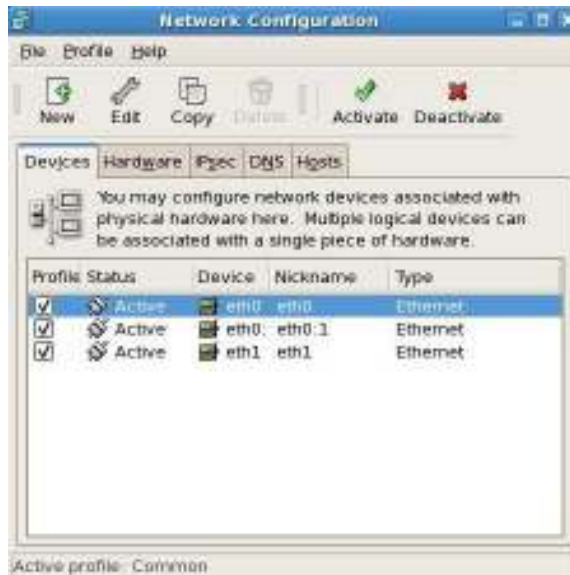 Network Configuration
File Profile Help
New Edit Copy Delete Activate Deactivate
Devices Hardware IPsec DNS Hosts
You may configure network devices associated with
physical hardware here. Multiple logical devices can
be associated with a single piece of hardware.
Profile Status Device Nickname Type
Active eth0 eth0 Ethernet
Active eth0: eth0:1 Ethernet
Active eth1 eth1 Ethernet
Active profile: Common